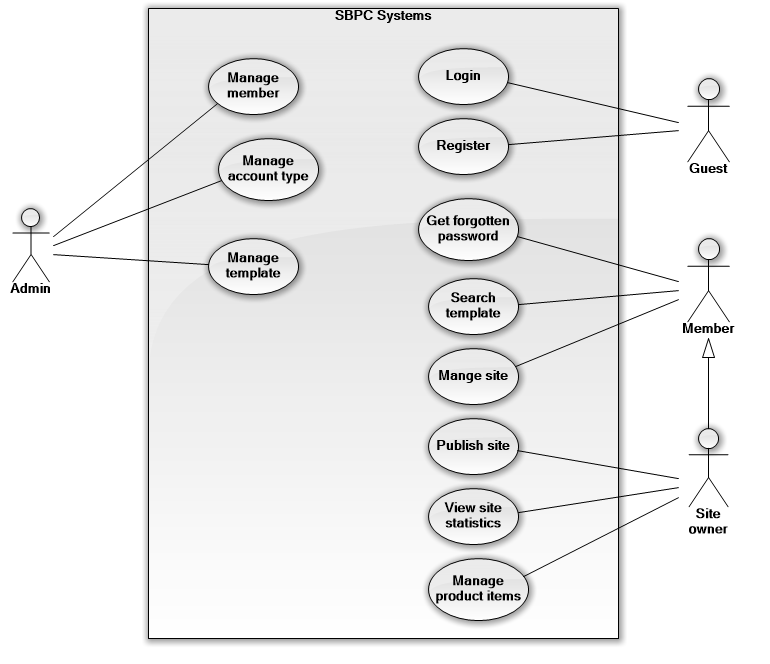 SBPC Systems
Manage
member
Manage
account type
Manage
template
Admin
Login
Register
Get forgotten
password
Search
template
Mange site
Publish site
View site
statistics
Manage
product items
Guest
Member
Site
owner